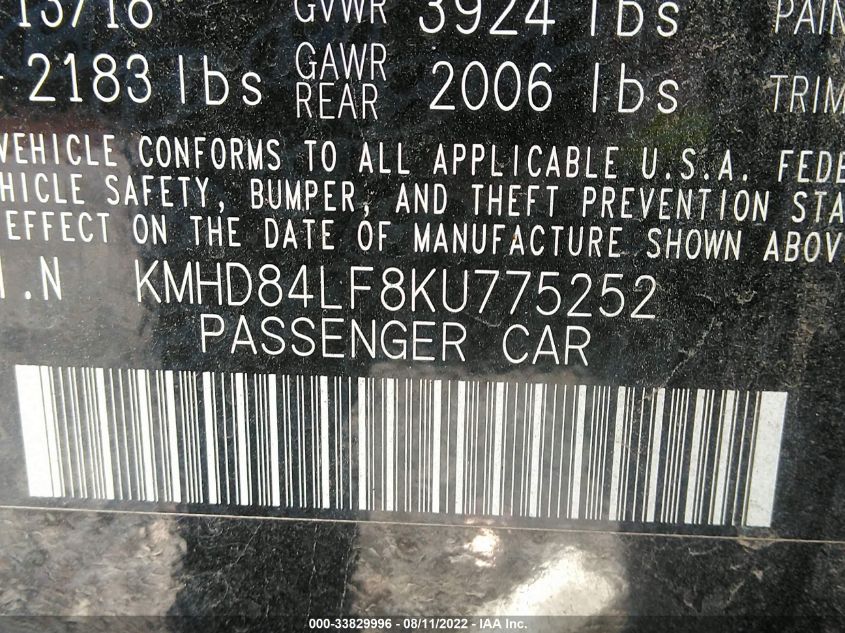 GVWR 3924 lbs PAIN
2183 lbs GAWR REAR 2006 lbs TRIM
VEHICLE CONFORMS TO ALL APPLICABLE U.S.A. FEDE
HICLE SAFETY, BUMPER, AND THEFT PREVENTION STA
EFFECT ON THE DATE OF MANUFACTURE SHOWN ABOV
I.N KMHD84LF8KU775252
PASSENGER CAR
000-33829996 - 08/11/2022 - IAA Inc.